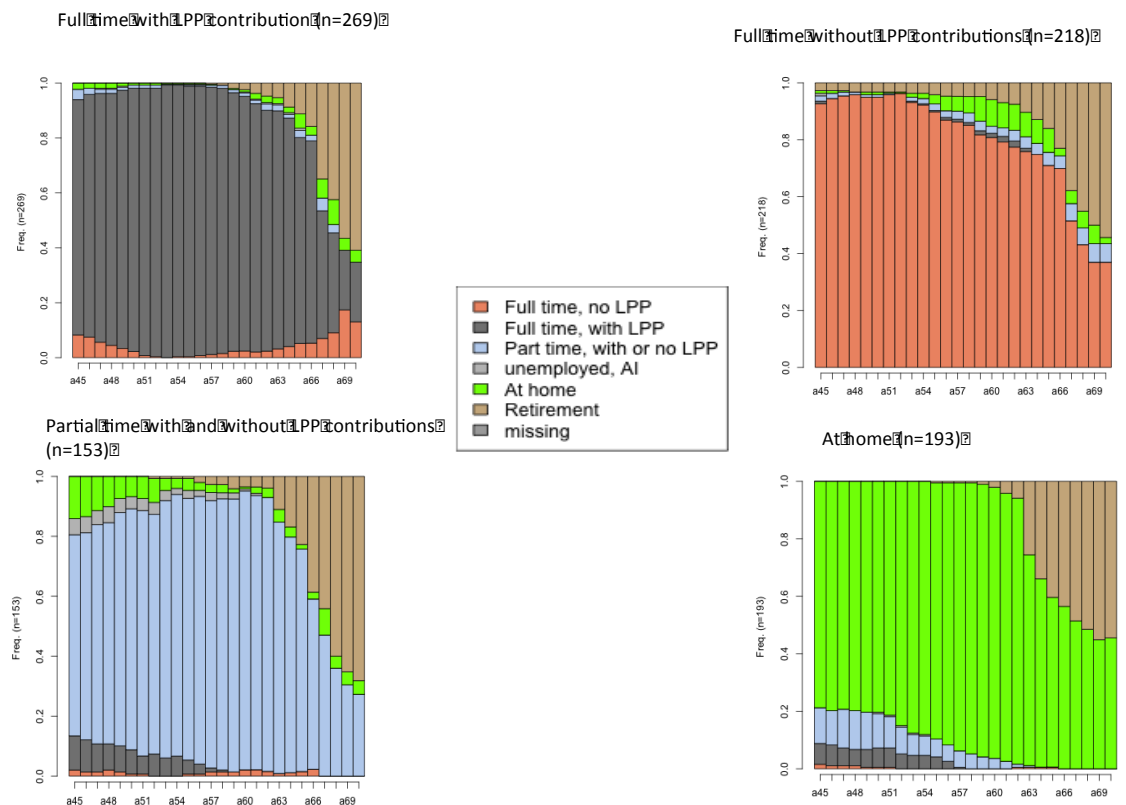 Full⍰time⍰with⍰LPP⍰contribution⍰(n=269)⍰
Full⍰time⍰without⍰LPP⍰contributions⍰(n=218)⍰
1.0
0.8
0.6
0.4
0.2
0.0
Freq. (n=269)
a45 a48 a51 a54 a57 a60 a63 a66 a69
1.0
0.8
0.6
0.4
0.2
0.0
Freq. (n=218)
a45 a48 a51 a54 a57 a60 a63 a66 a69
Full time, no LPP
Full time, with LPP
Part time, with or no LPP
unemployed, AI
At home
Retirement
missing
Partial⍰time⍰with⍰and⍰without⍰LPP⍰contributions⍰
(n=153)⍰
At⍰home⍰(n=193)⍰
1.0
0.8
0.6
0.4
0.2
0.0
Freq. (n=153)
a45 a48 a51 a54 a57 a60 a63 a66 a69
1.0
0.8
0.6
0.4
0.2
0.0
Freq. (n=193)
a45 a48 a51 a54 a57 a60 a63 a66 a69